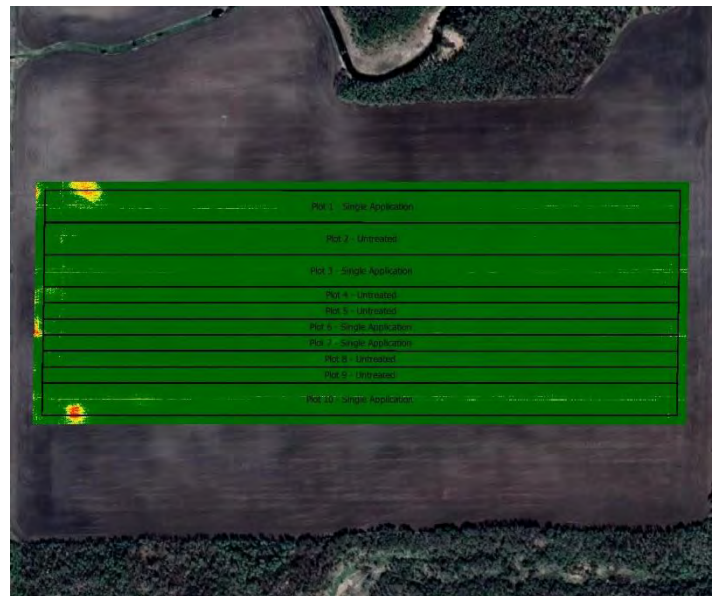 Plot 1 - Single Application
Plot 2 - Untreated
Plot 3 - Single Application
Plot 4 - Untreated
Plot 5 - Untreated
Plot 6 - Single Application
Plot 7 - Single Application
Plot 8 - Untreated
Plot 9 - Untreated
Plot 10 - Single Application